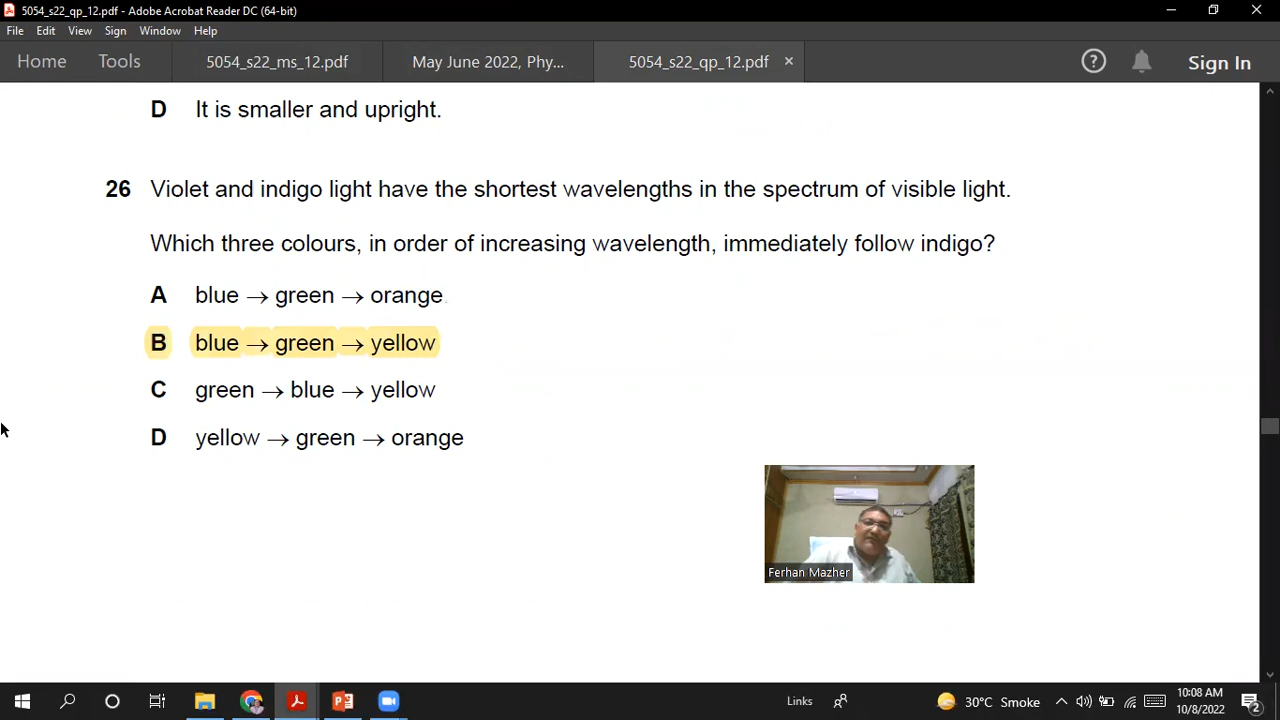 5054_s22_qp_12.pdf - Adobe Acrobat Reader DC (64-bit)
File Edit View Sign Window Help
Home Tools 5054_s22_ms_12.pdf May June 2022, Phy... 5054_s22_qp_12.pdf × ? Sign In
D It is smaller and upright.
26 Violet and indigo light have the shortest wavelengths in the spectrum of visible light.
Which three colours, in order of increasing wavelength, immediately follow indigo?
A blue → green → orange
B blue → green → yellow
C green → blue → yellow
D yellow → green → orange
Ferhan Mazher
Links 30°C Smoke 10:08 AM
10/8/2022 2